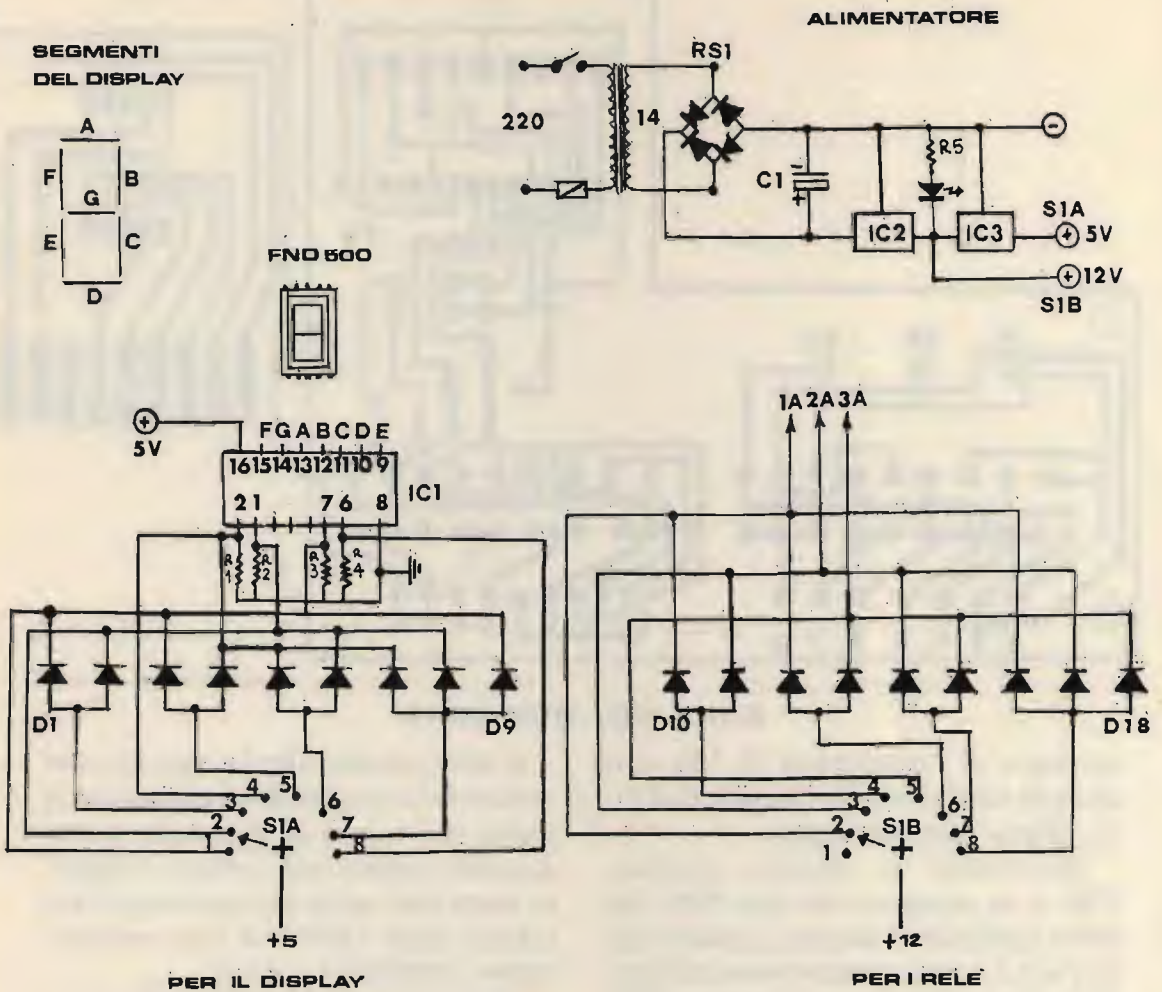 ALIMENTATORE
SEGMENTI
DEL DISPLAY
A
F
B
G
E
C
D
RS1
220
14
C1
-
+
R5
IC2
IC3
-
S1A
+ 5V
+ 12V
S1B
FND 500
+
5V
F G A B C D E
16 15 14 13 12 11 10 9
IC1
2 1 7 6 8
R1
R2
R3
R4
D1
D9
1
2
3
4
5
6
7
8
S1A
+
+5
PER IL DISPLAY
1A 2A 3A
D10
D18
1
2
3
4
5
6
7
8
S1B
+
+12
PER I RELE